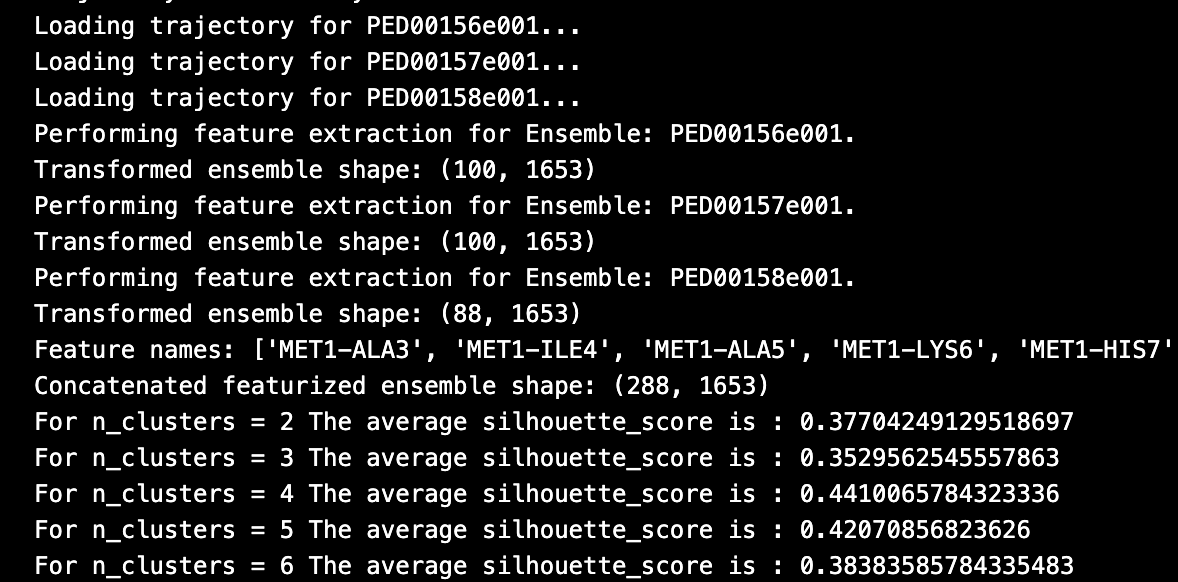 Loading trajectory for PED00156e001...
Loading trajectory for PED00157e001...
Loading trajectory for PED00158e001...
Performing feature extraction for Ensemble: PED00156e001.
Transformed ensemble shape: (100, 1653)
Performing feature extraction for Ensemble: PED00157e001.
Transformed ensemble shape: (100, 1653)
Performing feature extraction for Ensemble: PED00158e001.
Transformed ensemble shape: (88, 1653)
Feature names: ['MET1-ALA3', 'MET1-ILE4', 'MET1-ALA5', 'MET1-LYS6', 'MET1-HIS7'
Concatenated featurized ensemble shape: (288, 1653)
For n_clusters = 2 The average silhouette_score is : 0.37704249129518697
For n_clusters = 3 The average silhouette_score is : 0.3529562545557863
For n_clusters = 4 The average silhouette_score is : 0.4410065784323336
For n_clusters = 5 The average silhouette_score is : 0.42070856823626
For n_clusters = 6 The average silhouette_score is : 0.38383585784335483